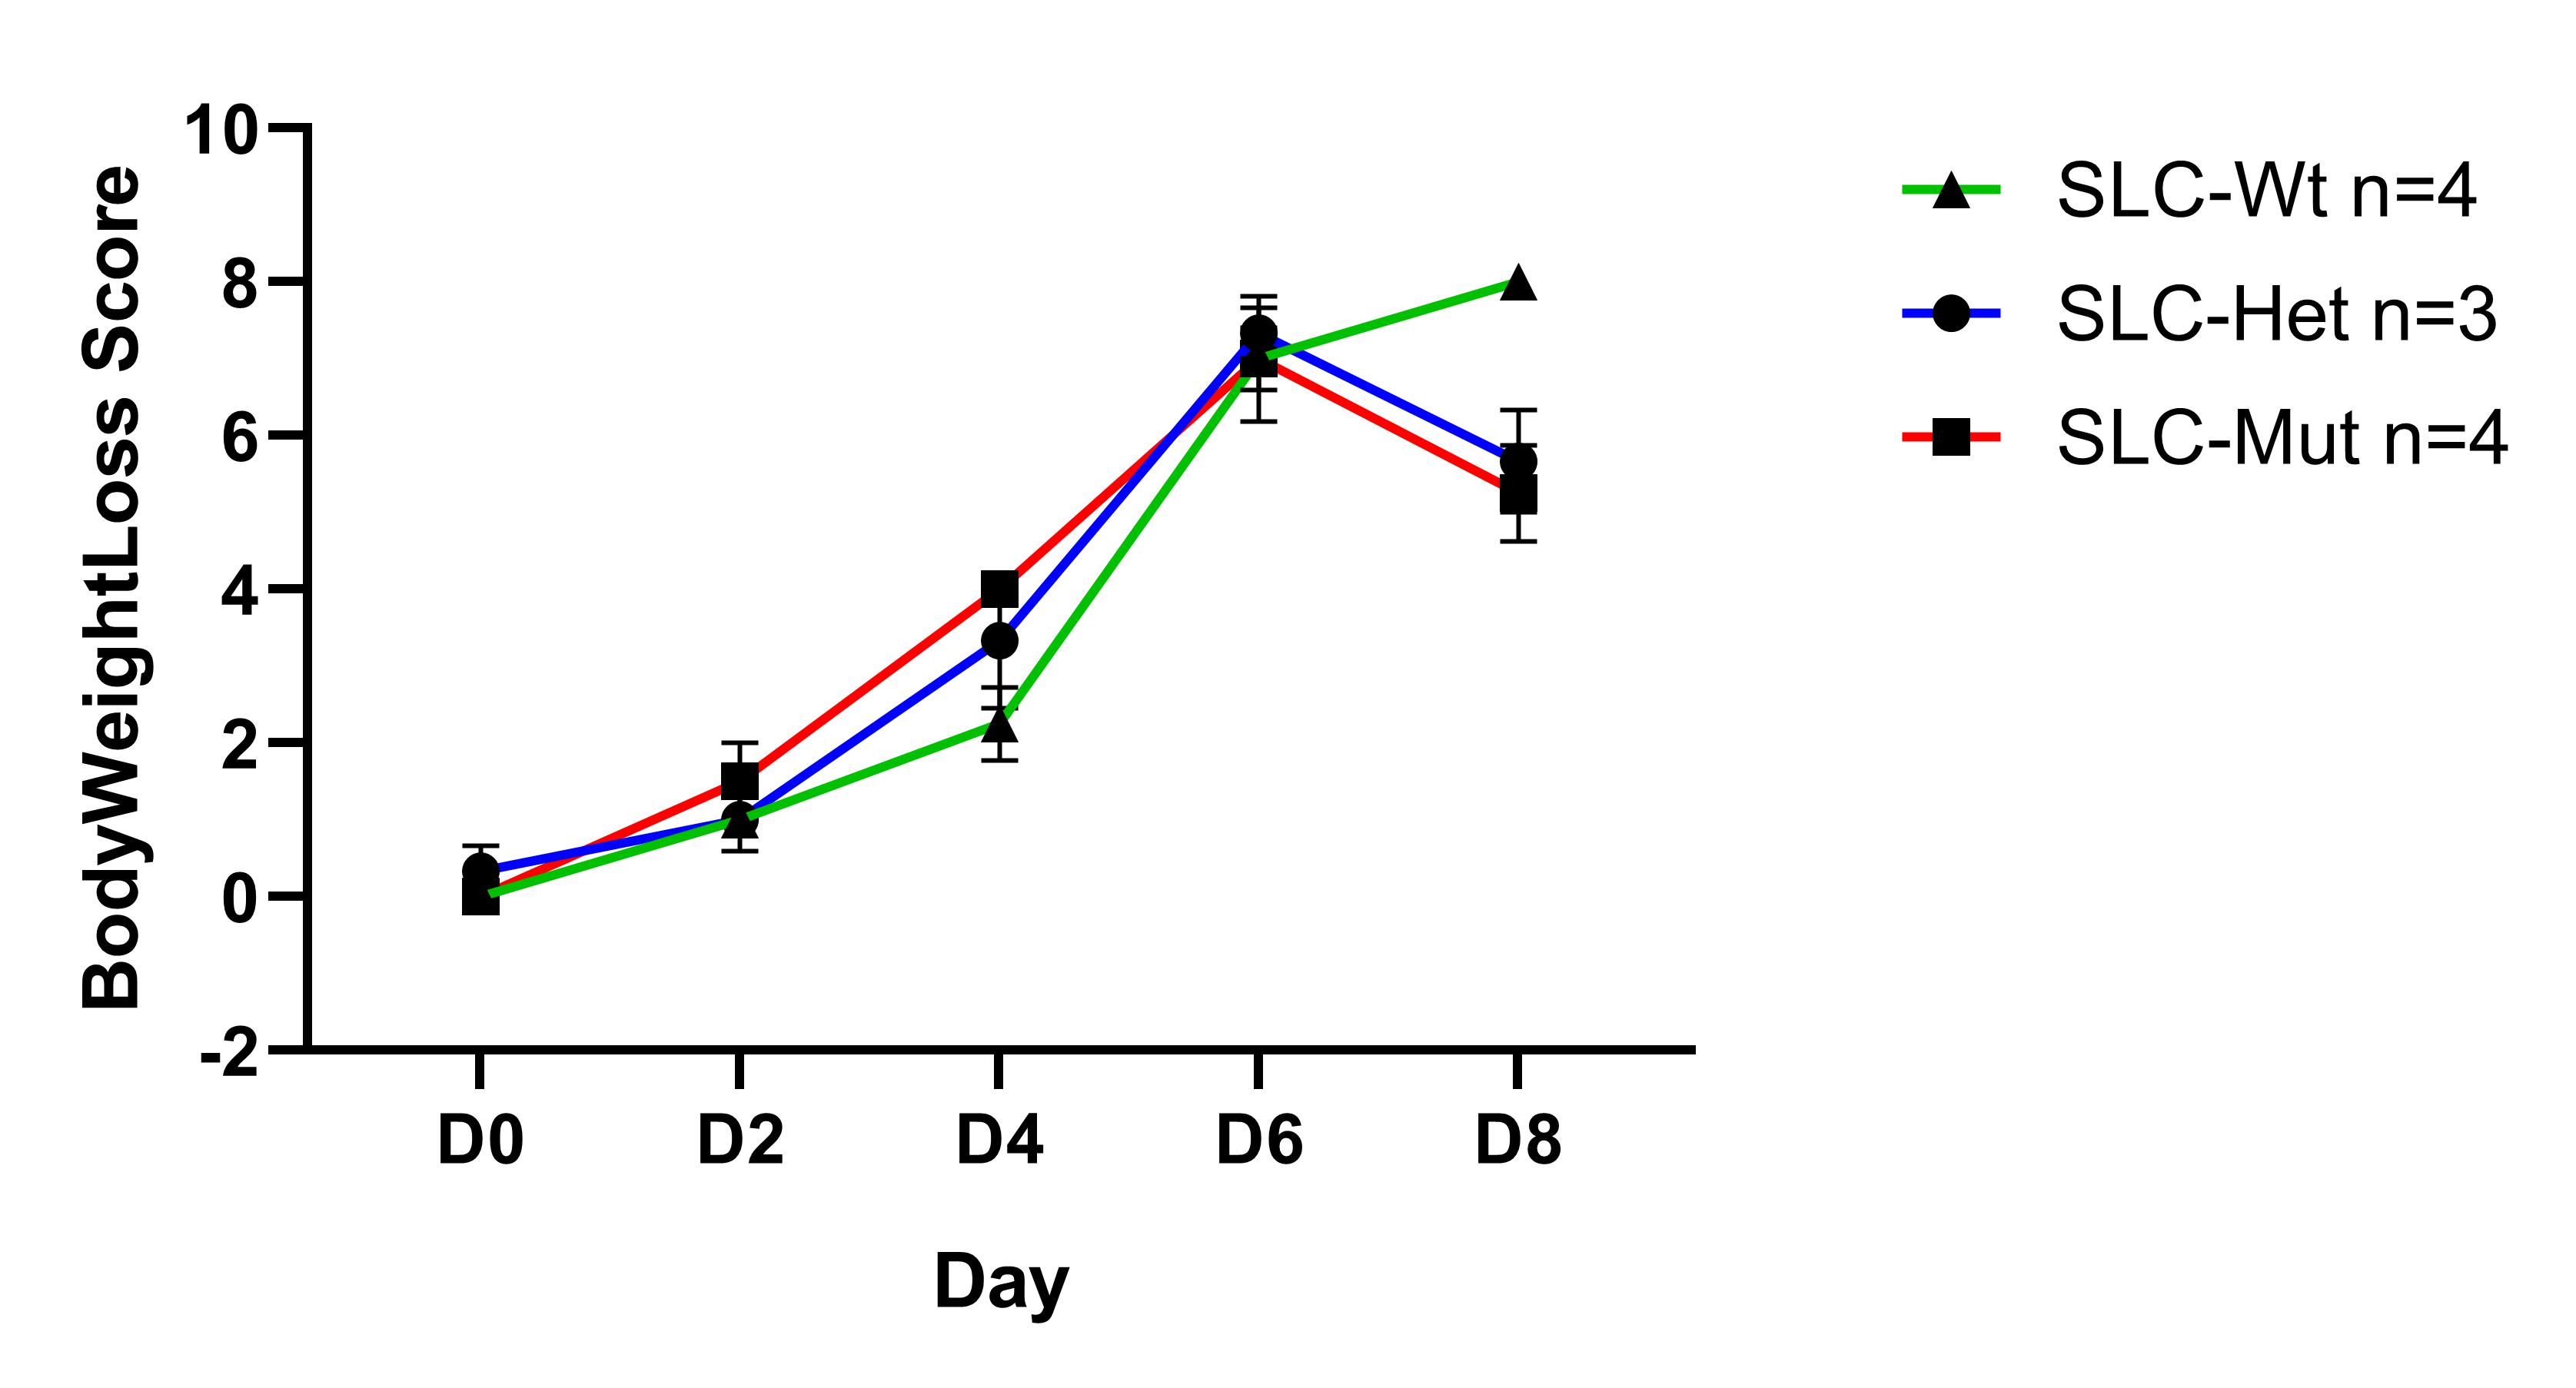 BodyWeightLoss Score
10
8
6
4
2
0
-2
D0 D2 D4 D6 D8
Day
SLC-Wt n=4
SLC-Het n=3
SLC-Mut n=4